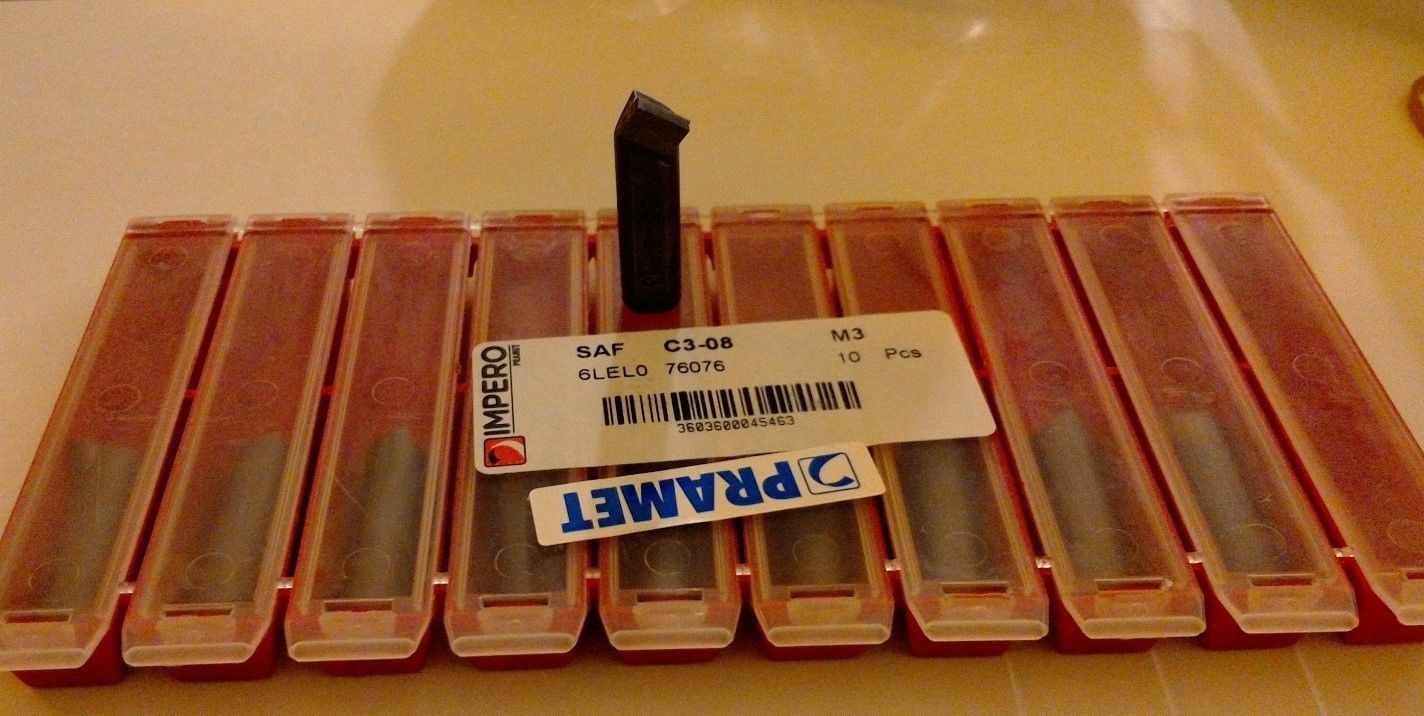 SAF C3-08 M3
6LEL0 76076 10 Pcs
3603600045463
IMPERO
PRAMET
PRAMET